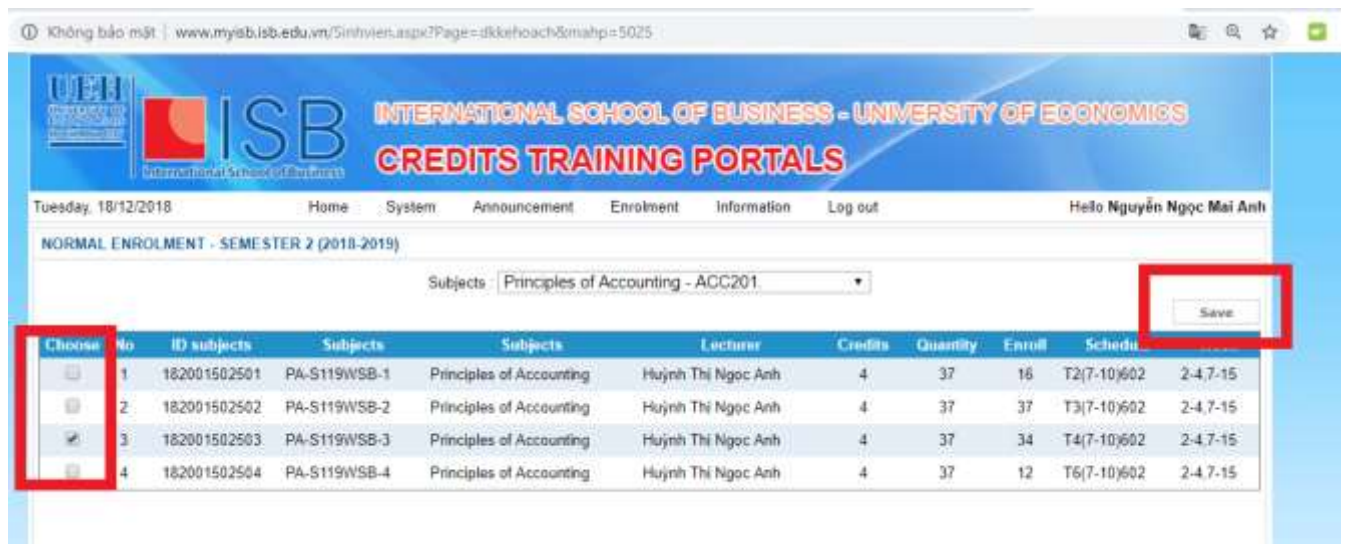 Không bảo mật | www.myisb.isb.edu.vn/Sinhvien.aspx?Page=dkkehoach&mahp=5025
UEH
ISB
International School of Business
INTERNATIONAL SCHOOL OF BUSINESS - UNIVERSITY OF ECONOMICS
CREDITS TRAINING PORTALS
Tuesday, 18/12/2018 Home System Announcement Enrolment Information Log out Hello Nguyễn Ngọc Mai Anh
NORMAL ENROLMENT - SEMESTER 2 (2018-2019)
Subjects : Principles of Accounting - ACC201.
Save
Choose No ID subjects Subjects Subjects Lecturer Credits Quantity Enroll
1 182001502501 PA-S119WSB-1 Principles of Accounting Huỳnh Thị Ngọc Anh 4 37 16 T2(7-10)602 2-4,7-15
2 182001502502 PA-S119WSB-2 Principles of Accounting Huỳnh Thị Ngọc Anh 4 37 37 T3(7-10)602 2-4,7-15
3 182001502503 PA-S119WSB-3 Principles of Accounting Huỳnh Thị Ngọc Anh 4 37 34 T4(7-10)602 2-4,7-15
4 182001502504 PA-S119WSB-4 Principles of Accounting Huỳnh Thị Ngọc Anh 4 37 12 T6(7-10)602 2-4,7-15